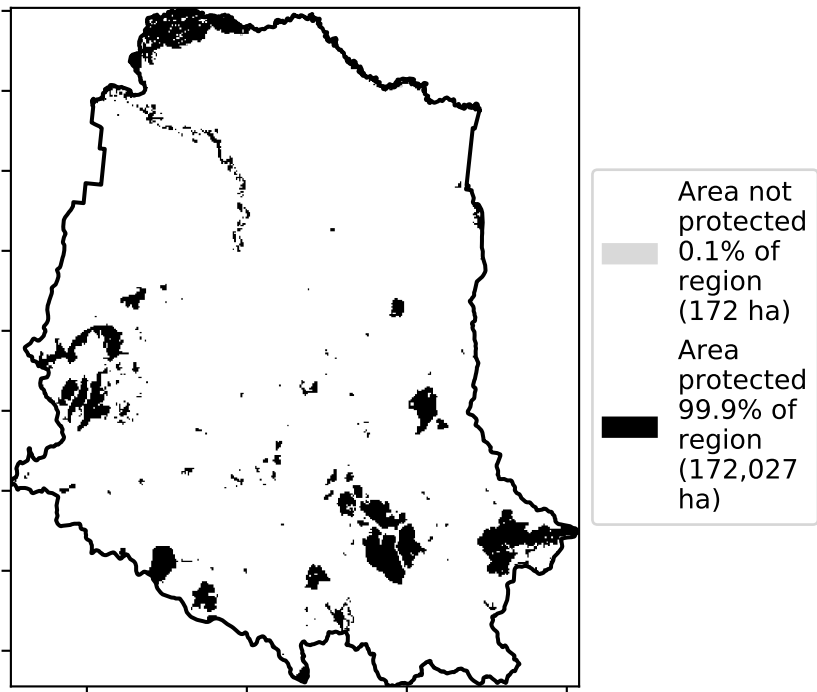 Area not
protected
0.1% of
region
(172 ha)
Area
protected
99.9% of
region
(172,027
ha)